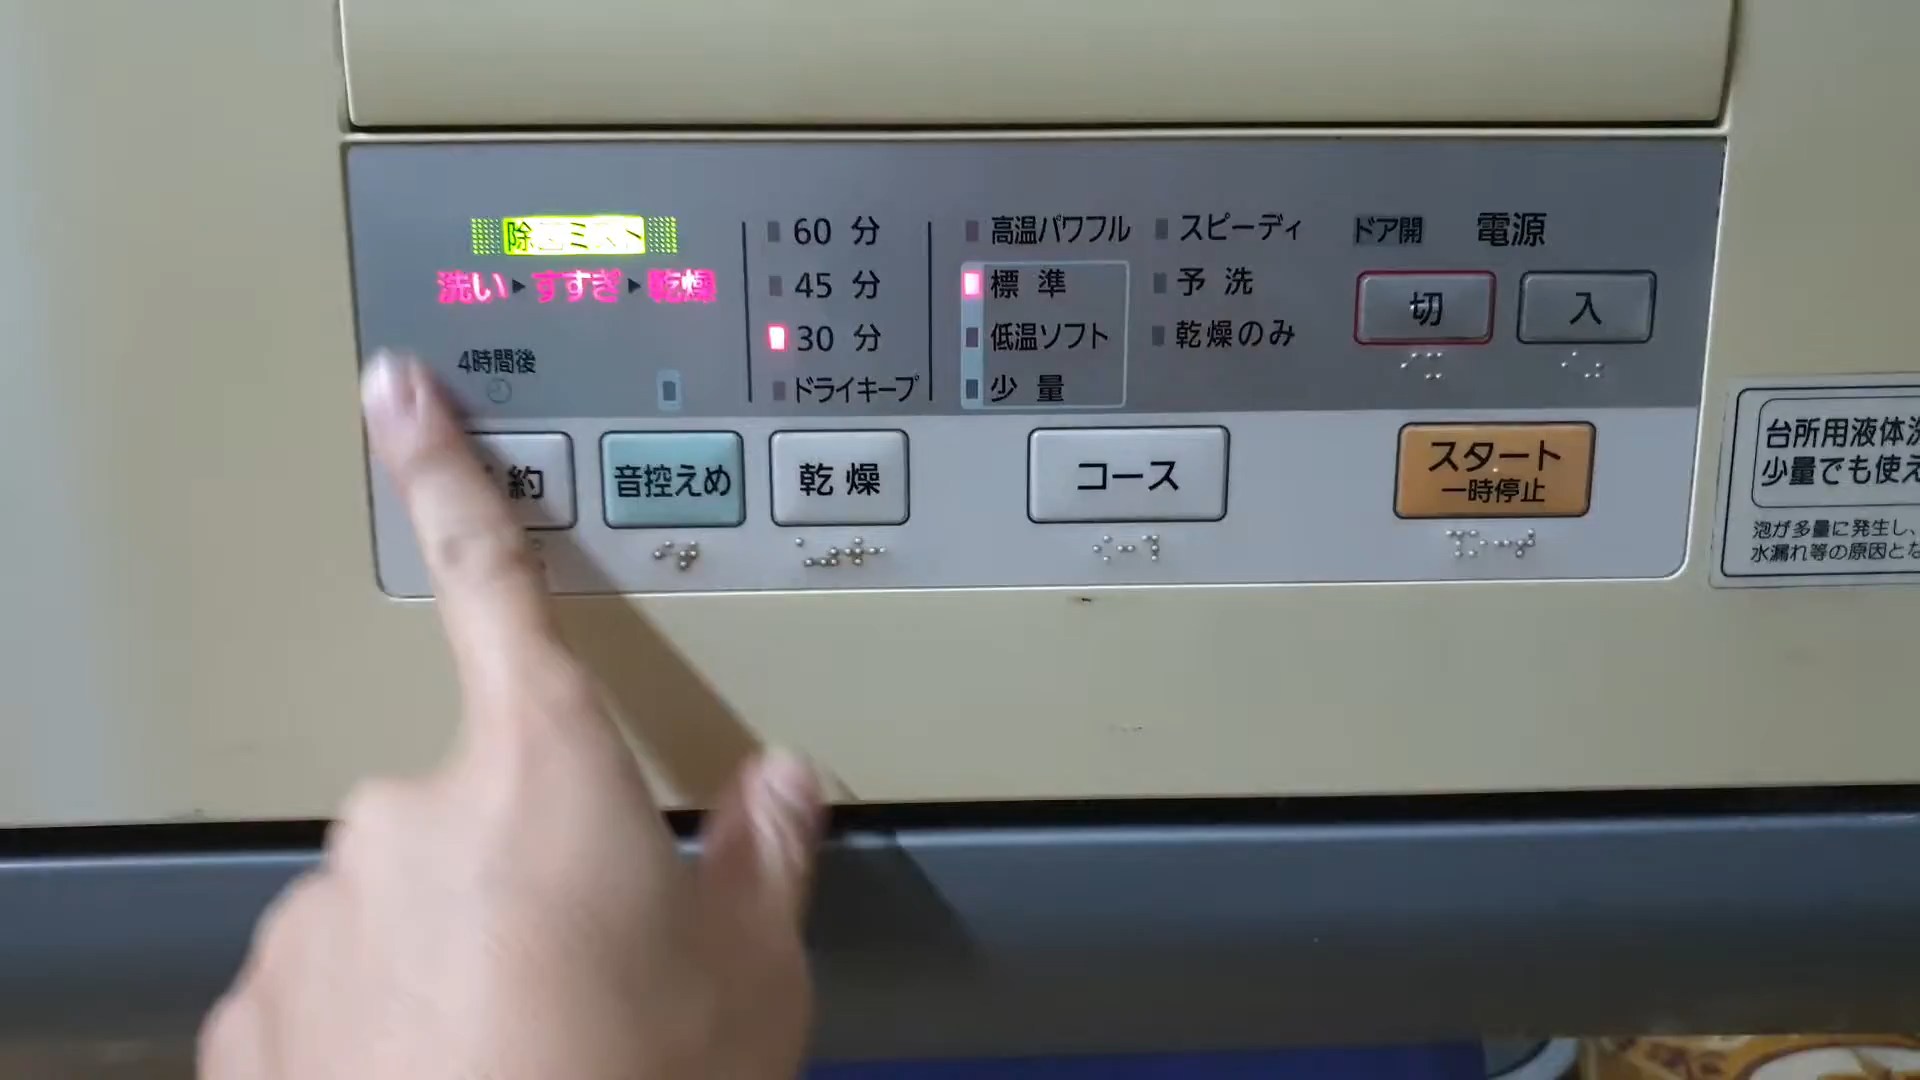 除菌ミスト
洗い ▶ すすぎ ▶ 乾燥
4時間後
60 分
45 分
30 分
ドライキープ
高温パワフル
標 準
低温ソフト
少 量
スピーディ
予 洗
乾燥のみ
ドア開
電源
切
入
約
音控えめ
乾 燥
コース
スタート
一時停止
台所用液体
少量でも使え
泡が多量に発生し、
水漏れ等の原因と